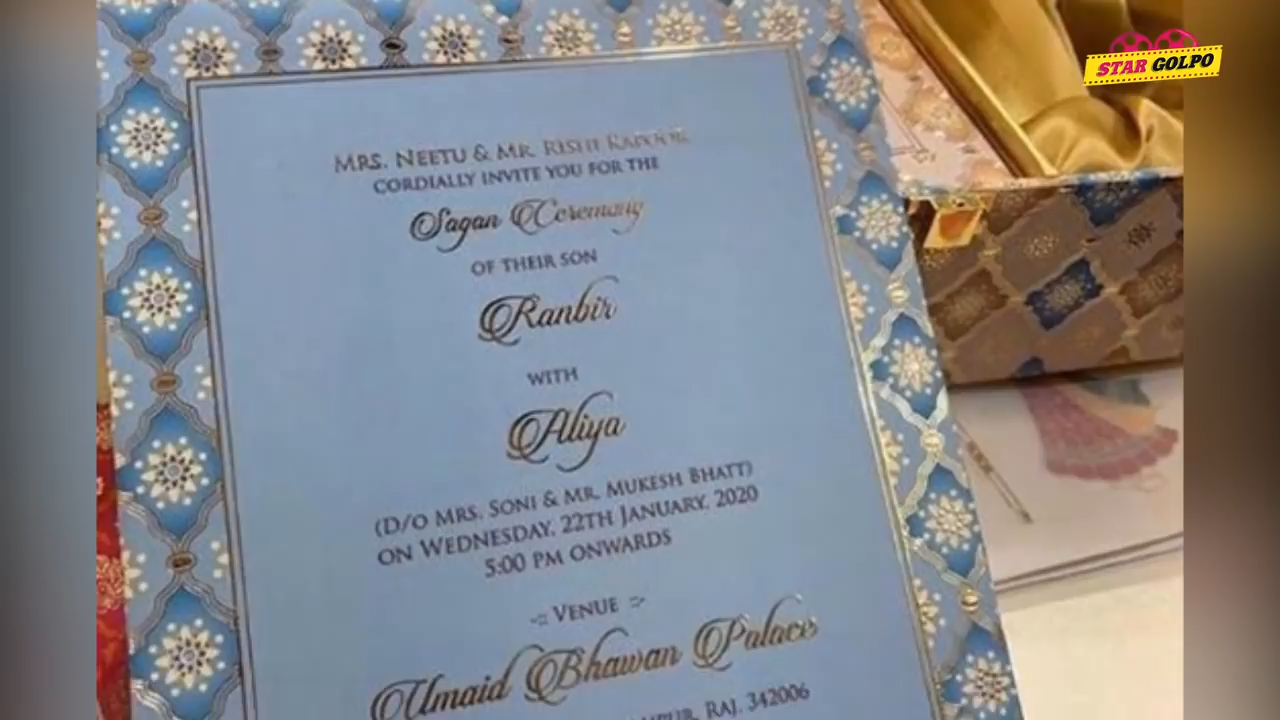 STAR GOLPO
MRS. NEETU & MR. RISHI KAPOOR
CORDIALLY INVITE YOU FOR THE
Sagan Ceremany
OF THEIR SON
Ranbir
WITH
Aliya
(D/O MRS. SONI & MR. MUKESH BHATT)
ON WEDNESDAY, 22TH JANUARY, 2020
5:00 PM ONWARDS
VENUE
Umaid Bhawan Palace
RAJ. 342006